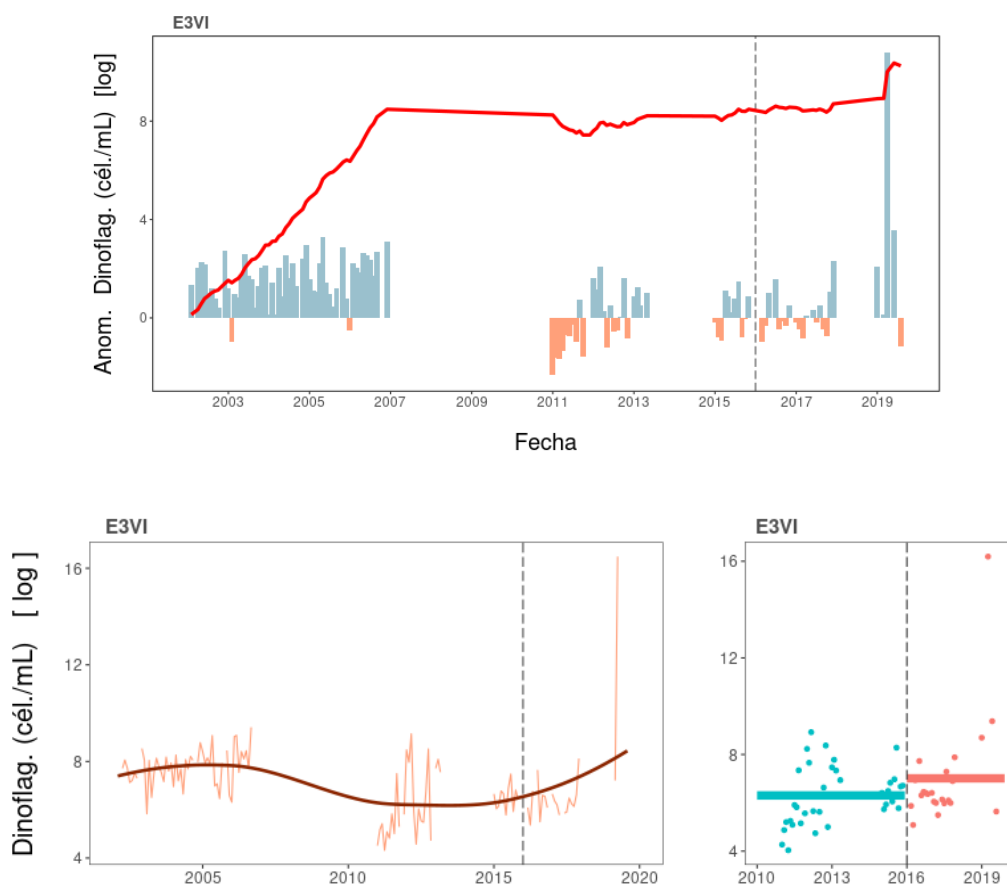 E3VI
Anom. Dinoflag. (cél./mL) [log]
8
4
0
2003 2005 2007 2009 2011 2013 2015 2017 2019
Fecha
E3VI
Dinoflag. (cél./mL) [ log ]
16
12
8
4
2005 2010 2015 2020
E3VI
16
12
8
4
2010 2013 2016 2019